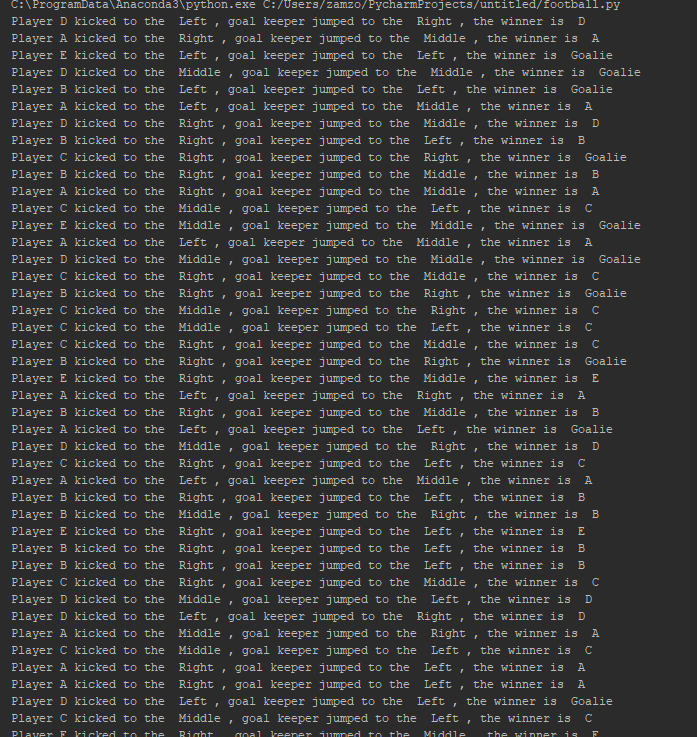 C:\ProgramData\Anaconda3\python.exe C:/Users/zamzo/PycharmProjects/untitled/football.py
Player D kicked to the  Left , goal keeper jumped to the  Right , the winner is  D
Player A kicked to the  Right , goal keeper jumped to the  Middle , the winner is  A
Player E kicked to the  Left , goal keeper jumped to the  Left , the winner is  Goalie
Player D kicked to the  Middle , goal keeper jumped to the  Middle , the winner is  Goalie
Player B kicked to the  Left , goal keeper jumped to the  Left , the winner is  Goalie
Player A kicked to the  Left , goal keeper jumped to the  Middle , the winner is  A
Player D kicked to the  Right , goal keeper jumped to the  Middle , the winner is  D
Player B kicked to the  Right , goal keeper jumped to the  Left , the winner is  B
Player C kicked to the  Right , goal keeper jumped to the  Right , the winner is  Goalie
Player B kicked to the  Right , goal keeper jumped to the  Middle , the winner is  B
Player A kicked to the  Right , goal keeper jumped to the  Middle , the winner is  A
Player C kicked to the  Middle , goal keeper jumped to the  Left , the winner is  C
Player E kicked to the  Middle , goal keeper jumped to the  Middle , the winner is  Goalie
Player A kicked to the  Left , goal keeper jumped to the  Middle , the winner is  A
Player D kicked to the  Middle , goal keeper jumped to the  Middle , the winner is  Goalie
Player C kicked to the  Right , goal keeper jumped to the  Middle , the winner is  C
Player B kicked to the  Right , goal keeper jumped to the  Right , the winner is  Goalie
Player C kicked to the  Middle , goal keeper jumped to the  Right , the winner is  C
Player C kicked to the  Middle , goal keeper jumped to the  Left , the winner is  C
Player C kicked to the  Right , goal keeper jumped to the  Middle , the winner is  C
Player B kicked to the  Right , goal keeper jumped to the  Right , the winner is  Goalie
Player E kicked to the  Right , goal keeper jumped to the  Middle , the winner is  E
Player A kicked to the  Left , goal keeper jumped to the  Right , the winner is  A
Player B kicked to the  Right , goal keeper jumped to the  Middle , the winner is  B
Player A kicked to the  Left , goal keeper jumped to the  Left , the winner is  Goalie
Player D kicked to the  Middle , goal keeper jumped to the  Right , the winner is  D
Player C kicked to the  Right , goal keeper jumped to the  Left , the winner is  C
Player A kicked to the  Left , goal keeper jumped to the  Middle , the winner is  A
Player B kicked to the  Right , goal keeper jumped to the  Left , the winner is  B
Player B kicked to the  Middle , goal keeper jumped to the  Right , the winner is  B
Player E kicked to the  Right , goal keeper jumped to the  Left , the winner is  E
Player B kicked to the  Right , goal keeper jumped to the  Left , the winner is  B
Player B kicked to the  Right , goal keeper jumped to the  Left , the winner is  B
Player C kicked to the  Right , goal keeper jumped to the  Middle , the winner is  C
Player D kicked to the  Middle , goal keeper jumped to the  Left , the winner is  D
Player D kicked to the  Left , goal keeper jumped to the  Right , the winner is  D
Player A kicked to the  Middle , goal keeper jumped to the  Right , the winner is  A
Player C kicked to the  Middle , goal keeper jumped to the  Left , the winner is  C
Player A kicked to the  Right , goal keeper jumped to the  Left , the winner is  A
Player A kicked to the  Right , goal keeper jumped to the  Left , the winner is  A
Player D kicked to the  Left , goal keeper jumped to the  Left , the winner is  Goalie
Player C kicked to the  Middle , goal keeper jumped to the  Left , the winner is  C
Player E kicked to the  Right , goal keeper jumped to the  Middle , the winner is  E